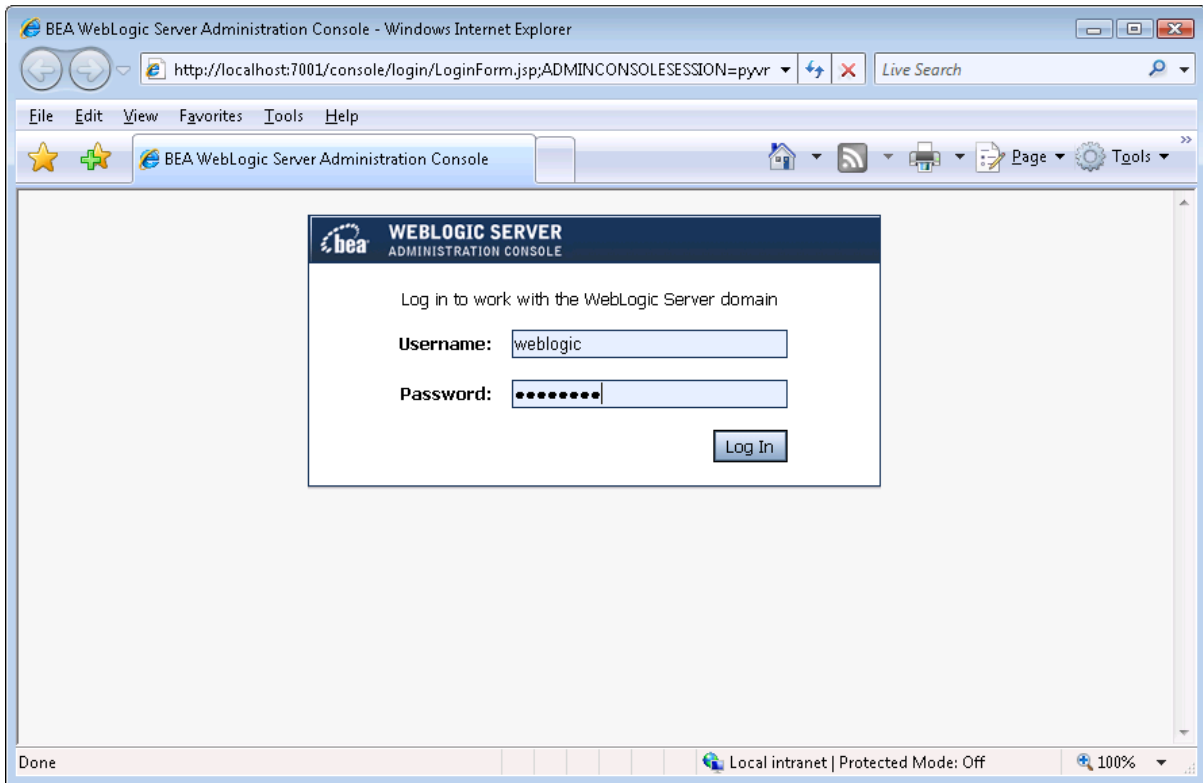 BEA WebLogic Server Administration Console - Windows Internet Explorer
http://localhost:7001/console/login/LoginForm.jsp;ADMINCONSOLESESSION=pyvr
Live Search
File Edit View Favorites Tools Help
BEA WebLogic Server Administration Console
Page Tools
bea WEBLOGIC SERVER
ADMINISTRATION CONSOLE
Log in to work with the WebLogic Server domain
Username: weblogic
Password: ●●●●●●●●
Log In
Done Local intranet | Protected Mode: Off 100%